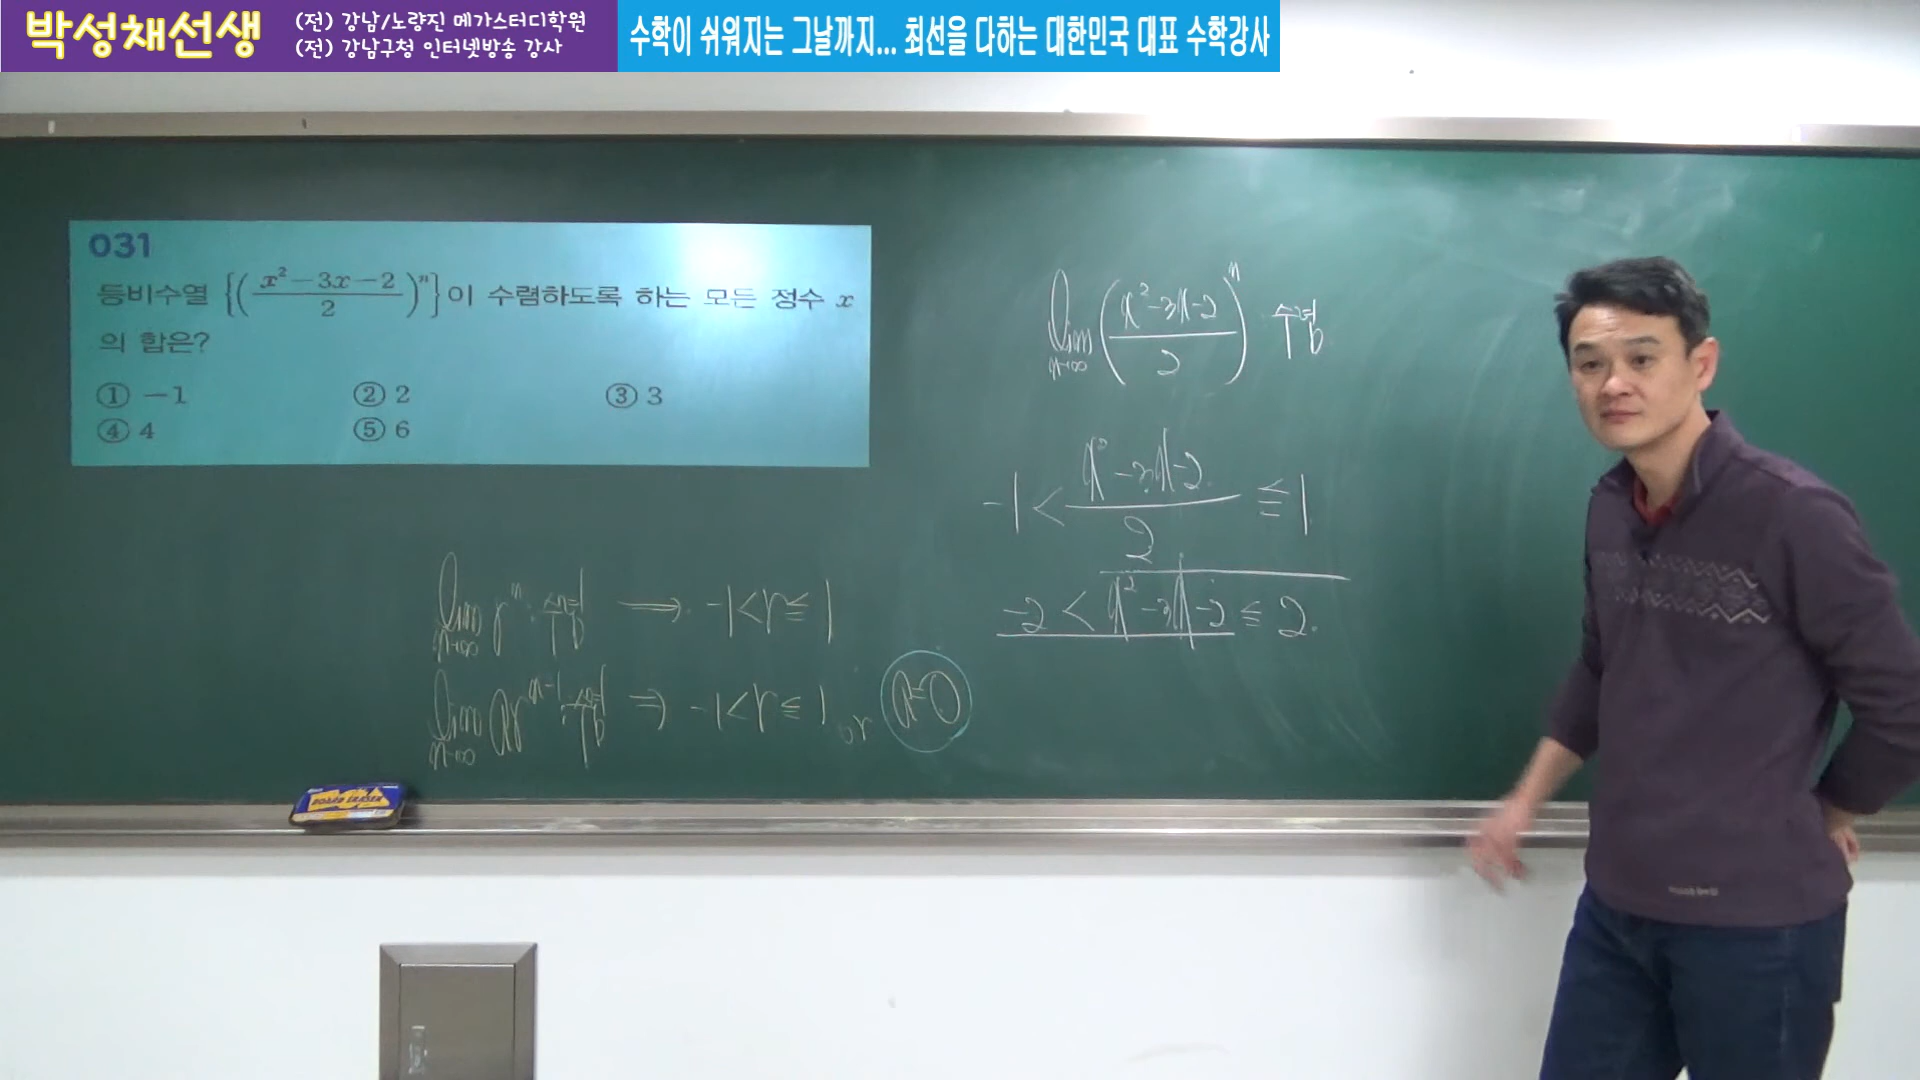 박성채선생
(전) 강남/노량진 메가스터디학원
(전) 강남구청 인터넷방송 강사
수학이 쉬워지는 그날까지... 최선을 다하는 대한민국 대표 수학강사
031
등비수열 {((x²-3x-2)/2)ⁿ}이 수렴하도록 하는 모든 정수 x
의 합은?
① -1 ② 2 ③ 3
④ 4 ⑤ 6
lim n→∞ ((x²-3x-2)/2)ⁿ 수렴
-1 < (x²-3x-2)/2 ≦ 1
-2 < x²-3x-2 ≦ 2.
lim n→∞ rⁿ 수렴 → -1<r≦1
lim n→∞ arⁿ⁻¹ 수렴 ⇒ -1<r≦1 or a=0
BOARD ERASER